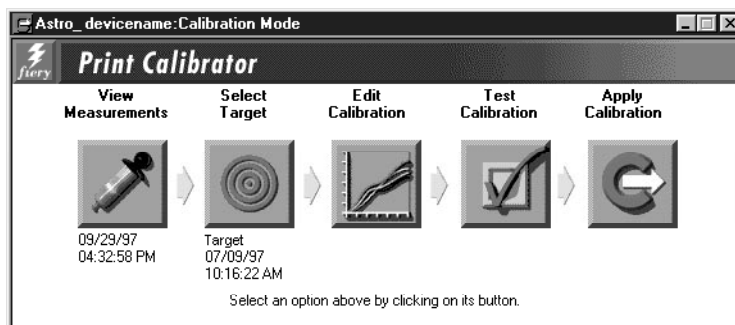 Astro_ devicename:Calibration Mode
fiery
Print Calibrator
View Measurements
Select Target
Edit Calibration
Test Calibration
Apply Calibration
09/29/97
04:32:58 PM
Target
07/09/97
10:16:22 AM
Select an option above by clicking on its button.